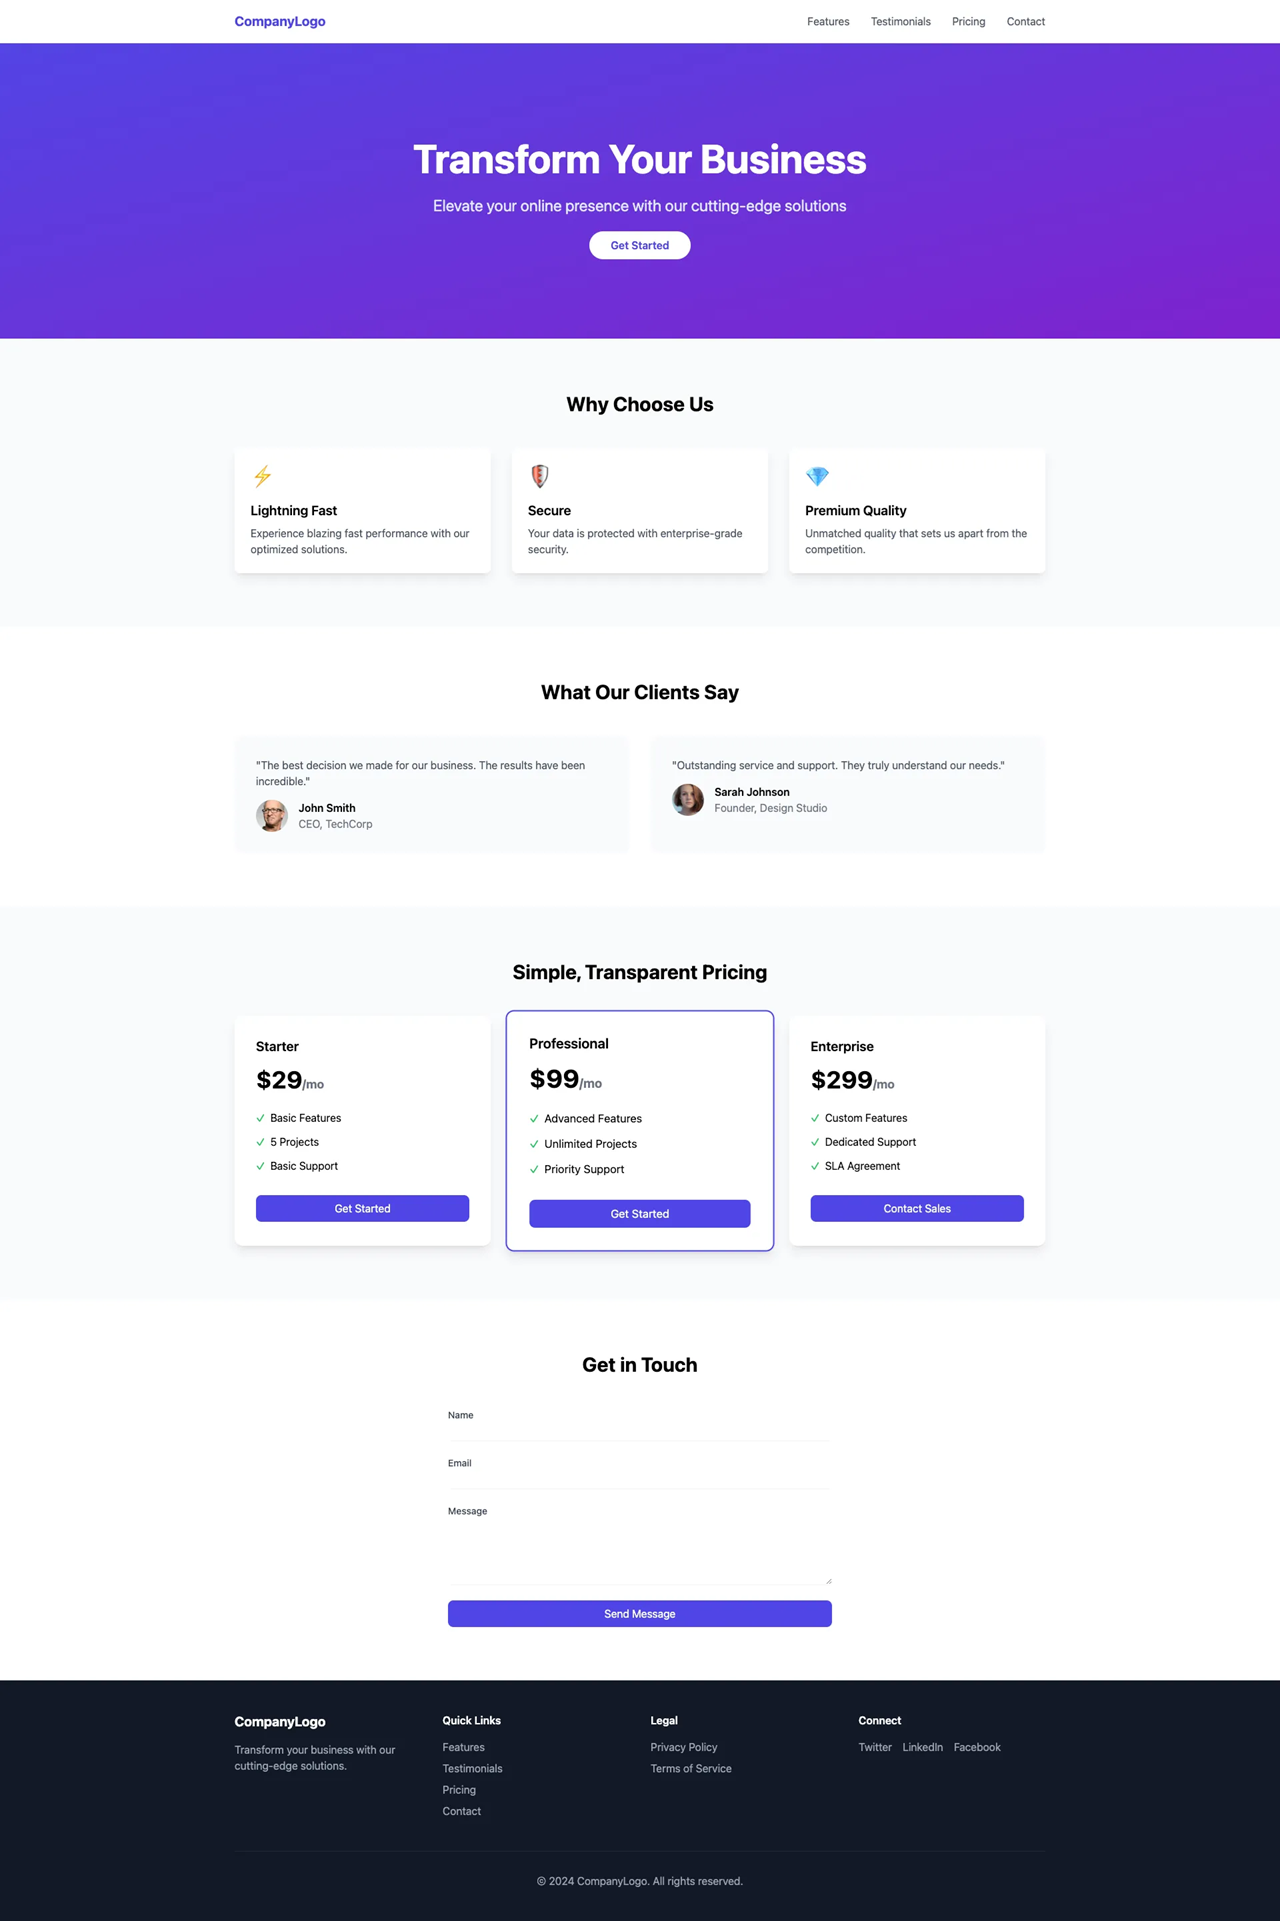 CompanyLogo
Features Testimonials Pricing Contact
Transform Your Business
Elevate your online presence with our cutting-edge solutions
Get Started
Why Choose Us
Lightning Fast
Experience blazing fast performance with our
optimized solutions.
Secure
Your data is protected with enterprise-grade
security.
Premium Quality
Unmatched quality that sets us apart from the
competition.
What Our Clients Say
"The best decision we made for our business. The results have been
incredible."
John Smith
CEO, TechCorp
"Outstanding service and support. They truly understand our needs."
Sarah Johnson
Founder, Design Studio
Simple, Transparent Pricing
Starter
$29/mo
✓ Basic Features
✓ 5 Projects
✓ Basic Support
Get Started
Professional
$99/mo
✓ Advanced Features
✓ Unlimited Projects
✓ Priority Support
Get Started
Enterprise
$299/mo
✓ Custom Features
✓ Dedicated Support
✓ SLA Agreement
Contact Sales
Get in Touch
Name
Email
Message
Send Message
CompanyLogo
Transform your business with our
cutting-edge solutions.
Quick Links
Features
Testimonials
Pricing
Contact
Legal
Privacy Policy
Terms of Service
Connect
Twitter LinkedIn Facebook
© 2024 CompanyLogo. All rights reserved.